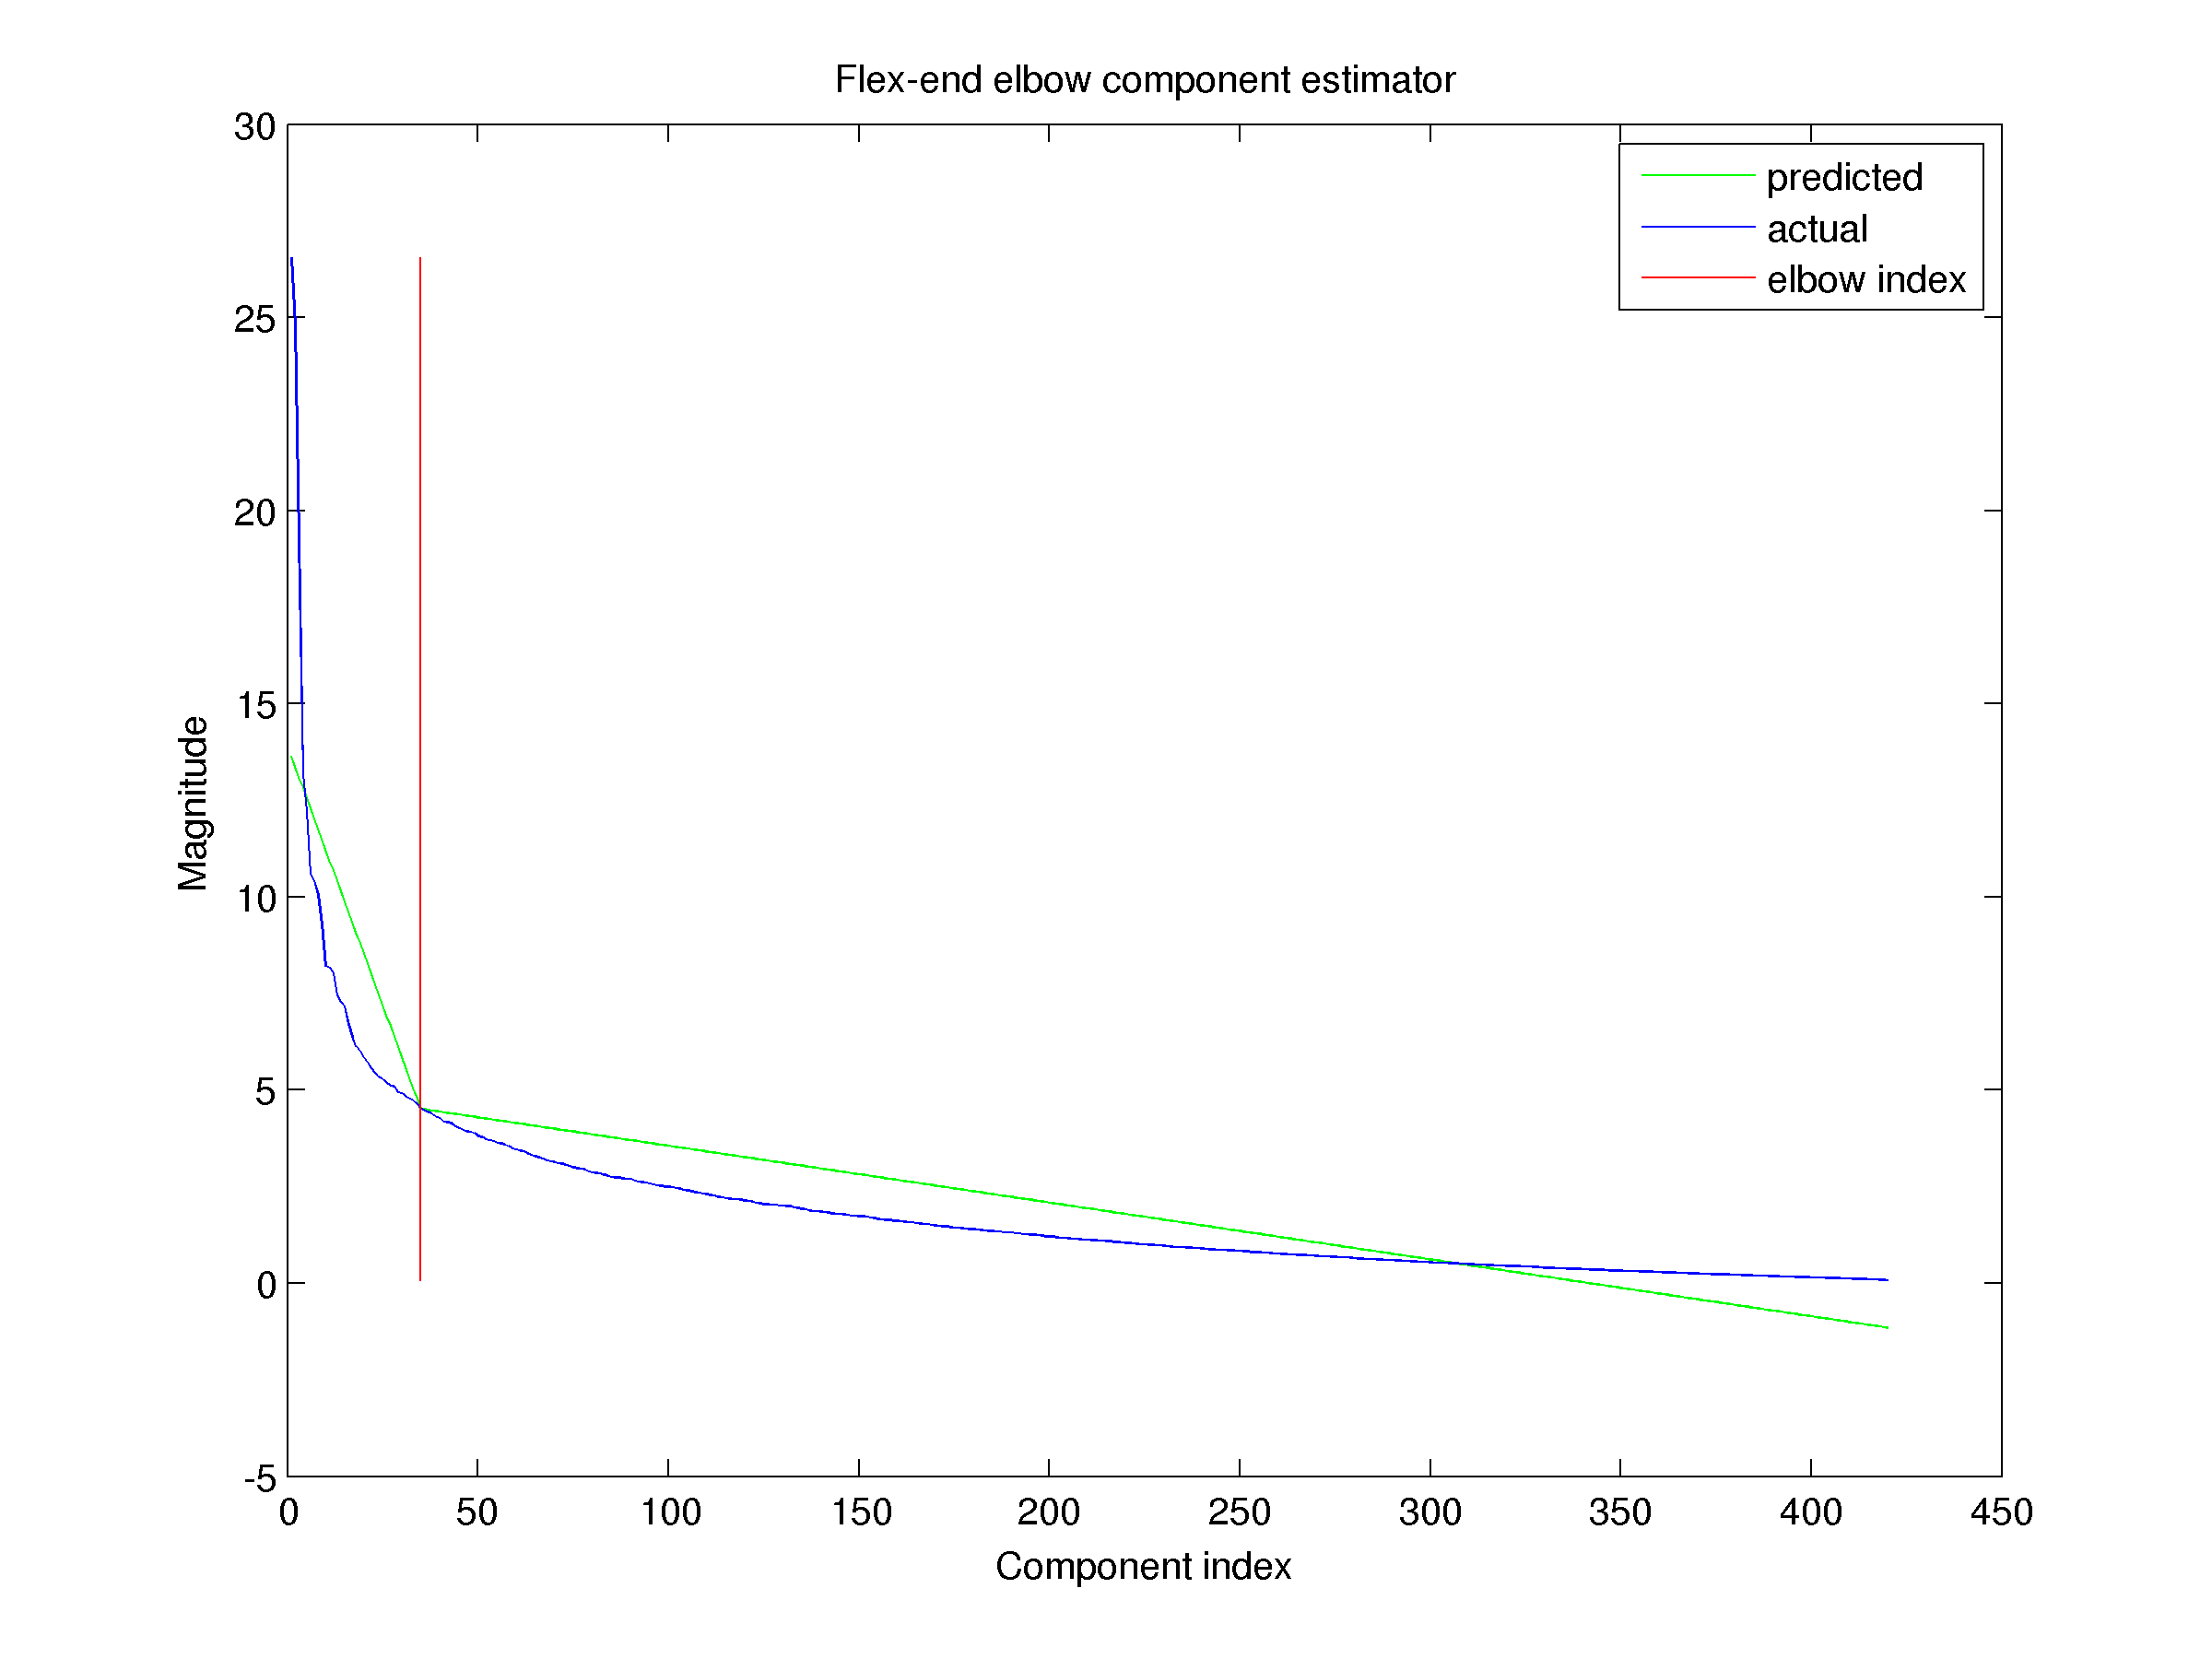 Flex-end elbow component estimator
30
25
20
15
10
5
0
-5
Magnitude
predicted
actual
elbow index
0 50 100 150 200 250 300 350 400 450
Component index